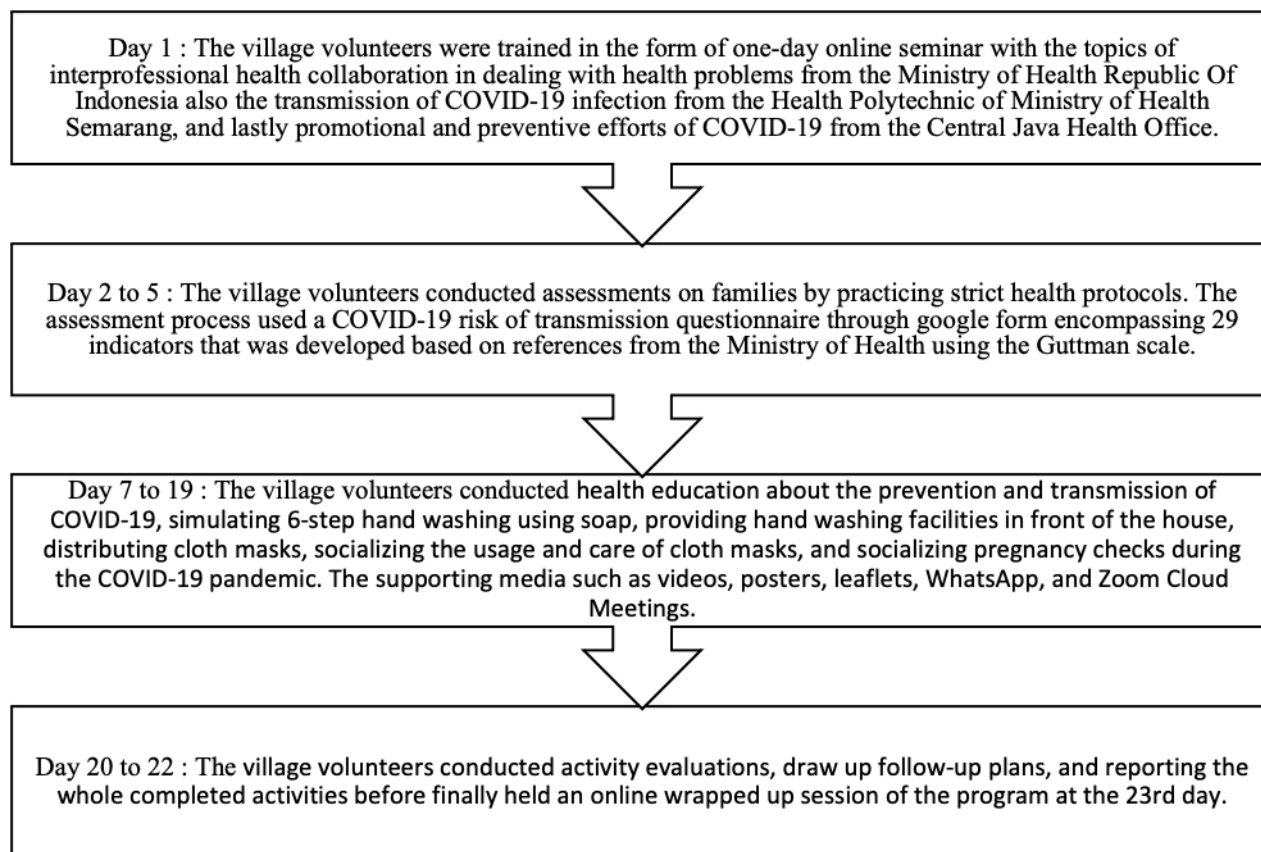 Day 1 : The village volunteers were trained in the form of one-day online seminar with the topics of
interprofessional health collaboration in dealing with health problems from the Ministry of Health Republic Of
Indonesia also the transmission of COVID-19 infection from the Health Polytechnic of Ministry of Health
Semarang, and lastly promotional and preventive efforts of COVID-19 from the Central Java Health Office.
Day 2 to 5 : The village volunteers conducted assessments on families by practicing strict health protocols. The
assessment process used a COVID-19 risk of transmission questionnaire through google form encompassing 29
indicators that was developed based on references from the Ministry of Health using the Guttman scale.
Day 7 to 19 : The village volunteers conducted health education about the prevention and transmission of
COVID-19, simulating 6-step hand washing using soap, providing hand washing facilities in front of the house,
distributing cloth masks, socializing the usage and care of cloth masks, and socializing pregnancy checks during
the COVID-19 pandemic. The supporting media such as videos, posters, leaflets, WhatsApp, and Zoom Cloud
Meetings.
Day 20 to 22 : The village volunteers conducted activity evaluations, draw up follow-up plans, and reporting the
whole completed activities before finally held an online wrapped up session of the program at the 23rd day.